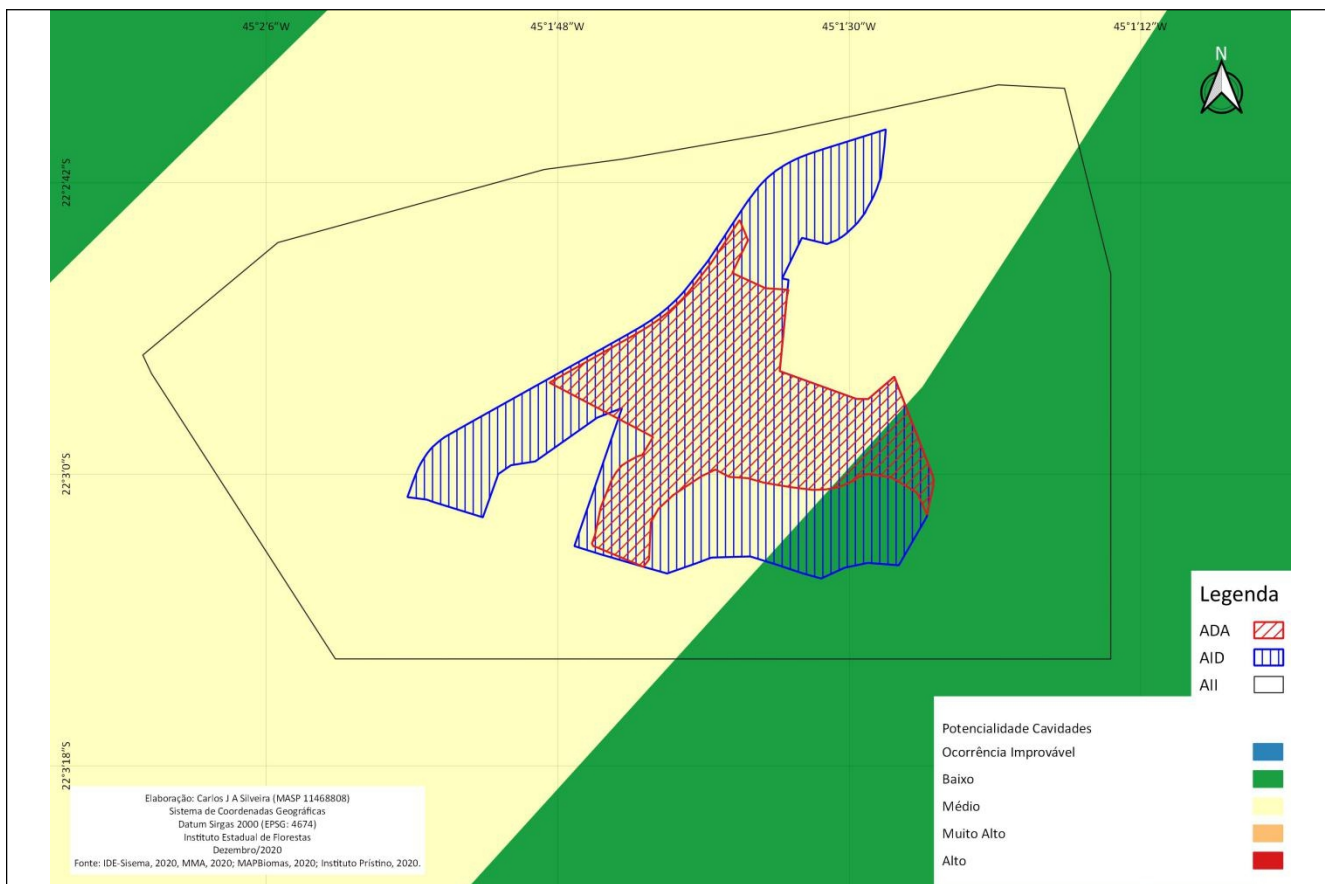 45°2'6"W
45°1'48"W
45°1'30"W
45°1'12"W
N
22°2'42"S
22°3'0"S
22°3'18"S
Legenda
ADA
AID
AII
Potencialidade Cavidades
Ocorrência Improvável
Baixo
Médio
Muito Alto
Alto
Elaboração: Carlos J A Silveira (MASP 11468808)
Sistema de Coordenadas Geográficas
Datum Sirgas 2000 (EPSG: 4674)
Instituto Estadual de Florestas
Dezembro/2020
Fonte: IDE-Sisema, 2020, MMA, 2020; MAPBiomas, 2020; Instituto Prístino, 2020.